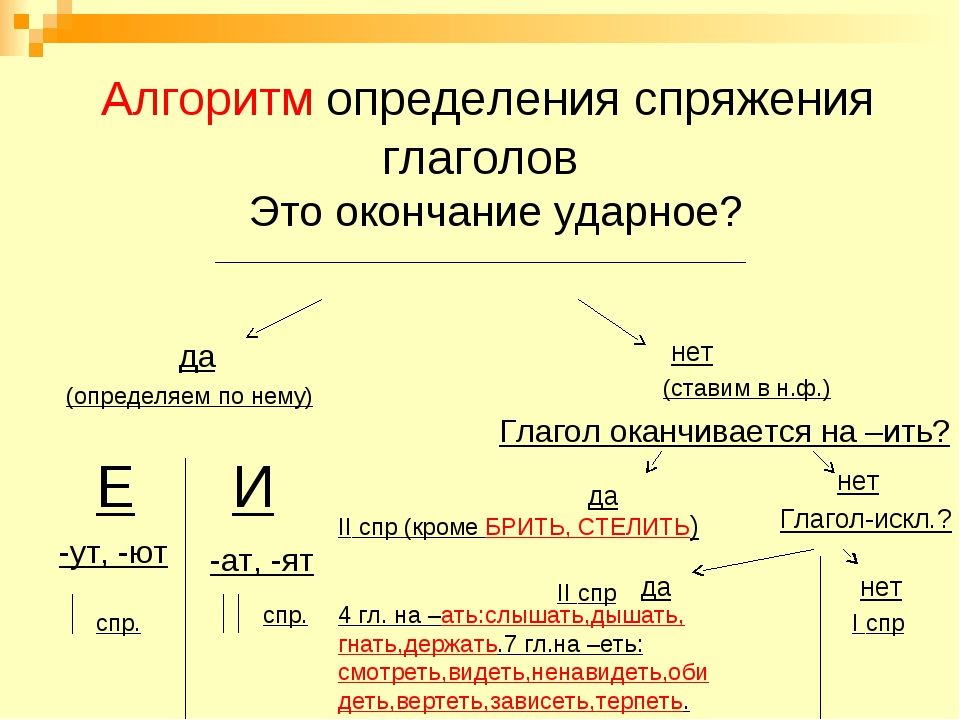 Алгоритм определения спряжения
глаголов
Это окончание ударное?
да
(определяем по нему)
Е
-ут, -ют
спр.
И
-ат, -ят
спр.
нет
(ставим в н.ф.)
Глагол оканчивается на –ить?
да
II спр (кроме БРИТЬ, СТЕЛИТЬ)
нет
Глагол-искл.?
да
II спр
4 гл. на –ать:слышать,дышать,
гнать,держать.7 гл.на –еть:
смотреть,видеть,ненавидеть,оби
деть,вертеть,зависеть,терпеть.
нет
I спр